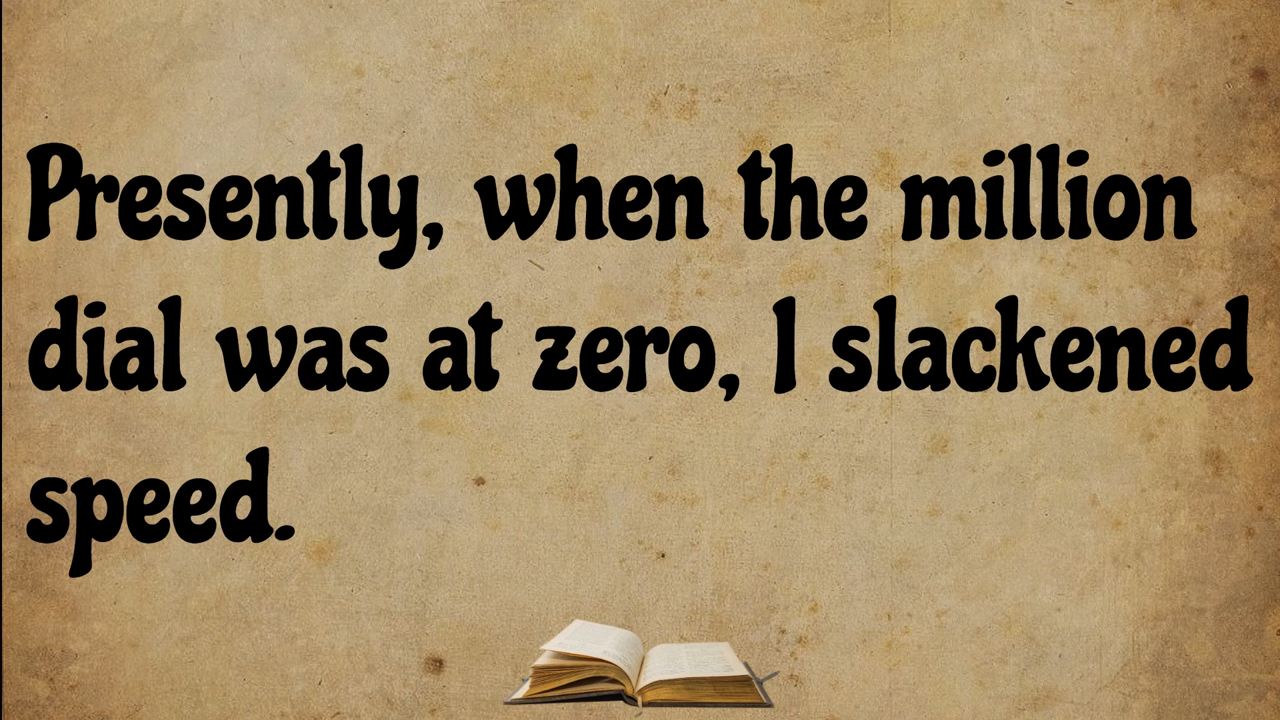 Presently, when the million
dial was at zero, I slackened
speed.